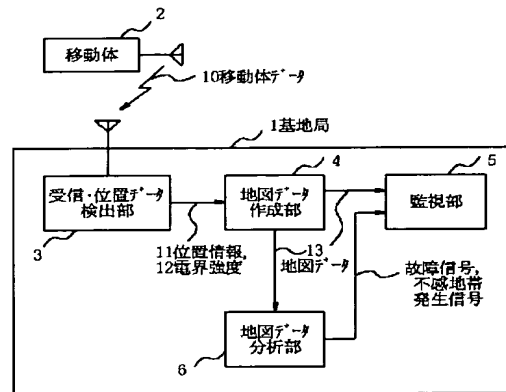 2
移動体
10移動体データ
1基地局
受信・位置データ
検出部
3
4
地図データ
作成部
5
監視部
11位置情報,
12電界強度
13
地図データ
故障信号,
不感地帯
発生信号
地図データ
分析部
6